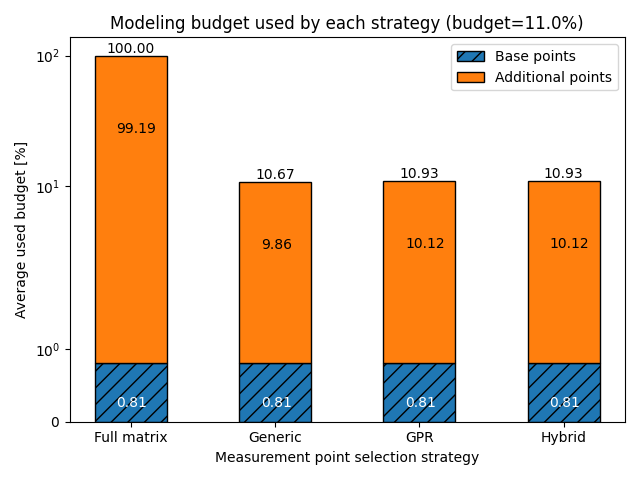 Modeling budget used by each strategy (budget=11.0%)
Average used budget [%]
10²
10¹
10⁰
0
Base points
Additional points
100.00
99.19
0.81
10.67
9.86
0.81
10.93
10.12
0.81
10.93
10.12
0.81
Full matrix
Generic
GPR
Hybrid
Measurement point selection strategy